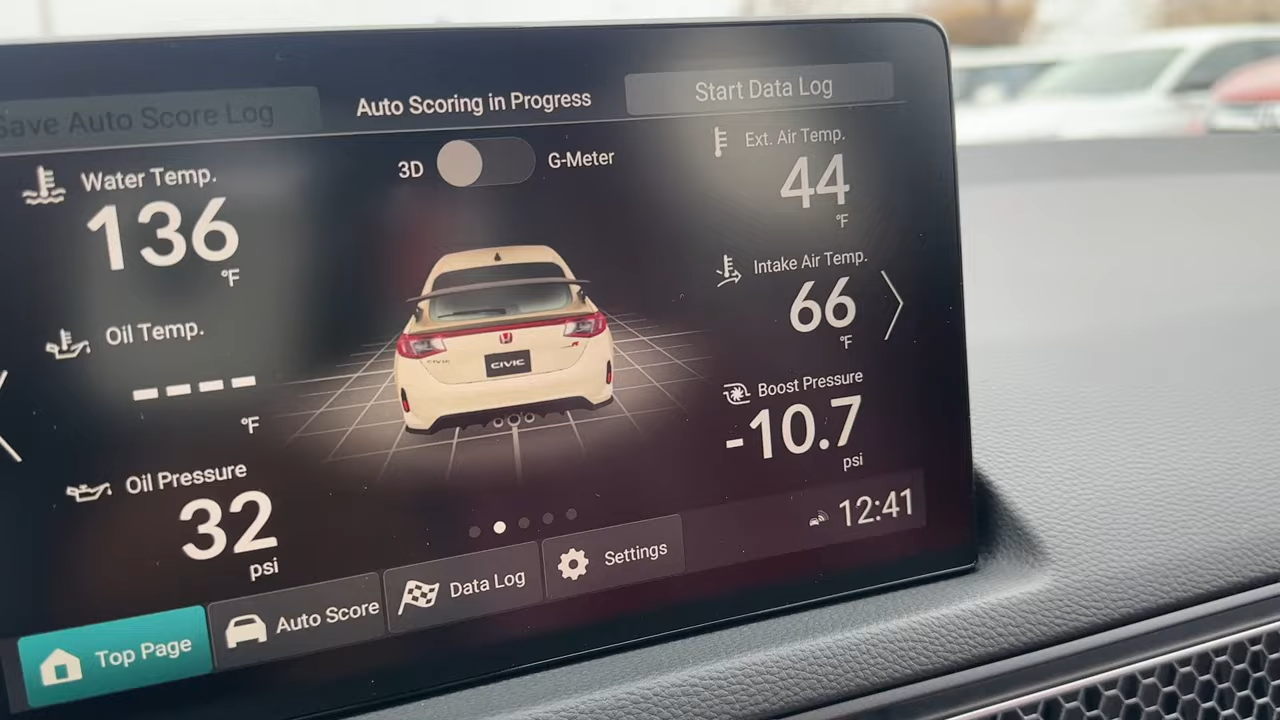 Save Auto Score Log
Auto Scoring in Progress
Start Data Log
Water Temp.
136
°F
Oil Temp.
----
°F
Oil Pressure
32
psi
3D
G-Meter
CIVIC
CIVIC
R
Ext. Air Temp.
44
°F
Intake Air Temp.
66
°F
Boost Pressure
-10.7
psi
12:41
Top Page
Auto Score
Data Log
Settings